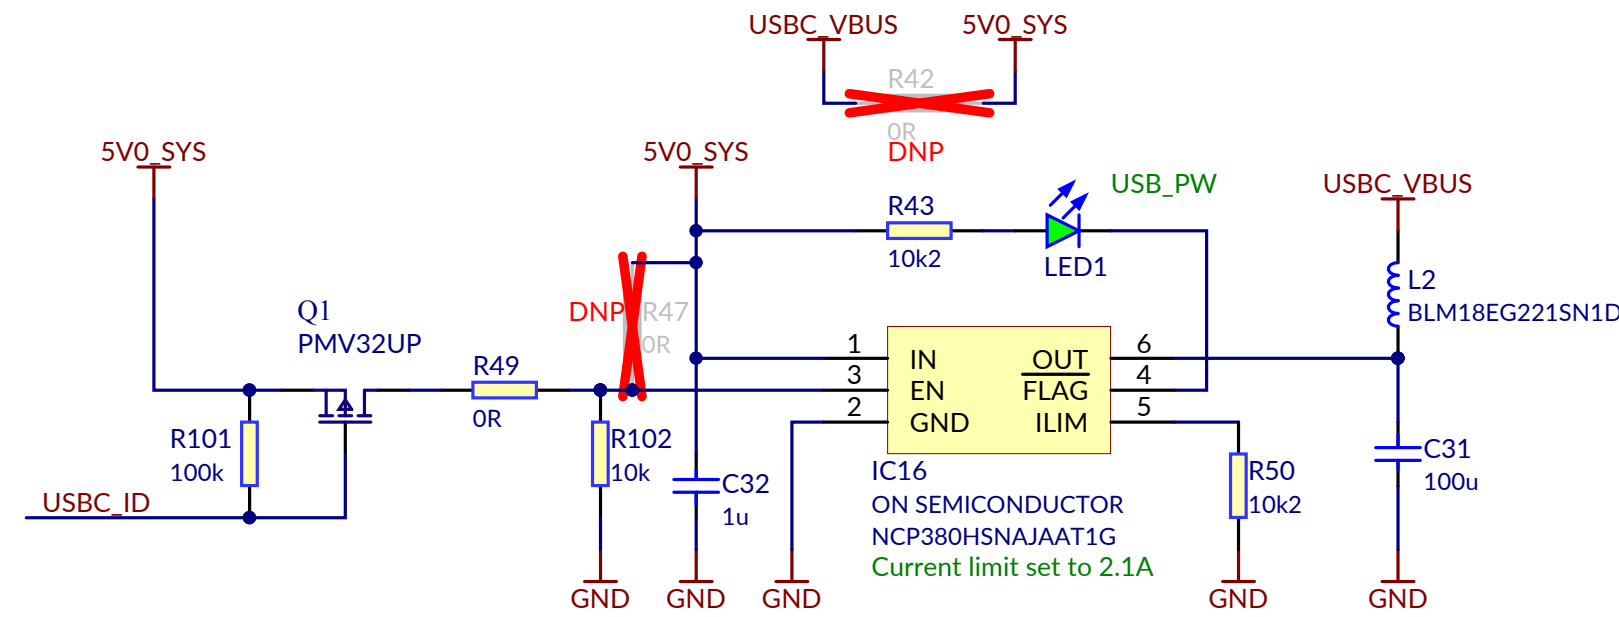 USBC_VBUS
5V0_SYS
R42
0R
DNP
5V0_SYS
5V0_SYS
USB_PW
USBC_VBUS
R43
10k2
LED1
L2
BLM18EG221SN1D
DNP
R47
0R
Q1
PMV32UP
R49
0R
1
IN
OUT
6
3
EN
FLAG
4
2
GND
ILIM
5
R101
100k
R102
10k
C32
1u
IC16
ON SEMICONDUCTOR
NCP380HSNAJAAT1G
Current limit set to 2.1A
R50
10k2
C31
100u
USBC_ID
GND
GND
GND
GND
GND